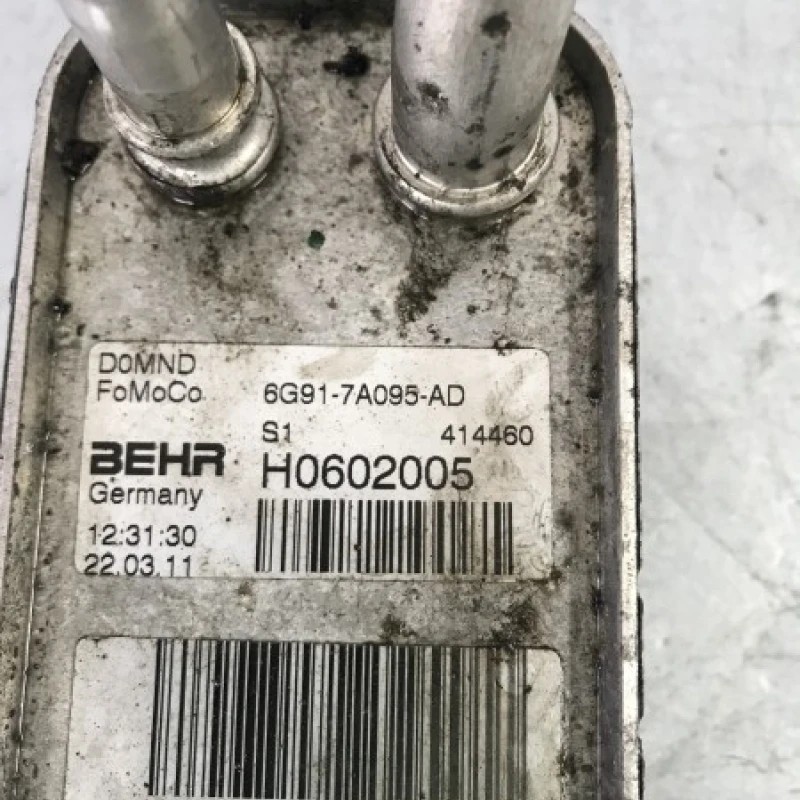 D0MND
FoMoCo 6G91-7A095-AD
S1 414460
BEHR H0602005
Germany
12:31:30
22.03.11